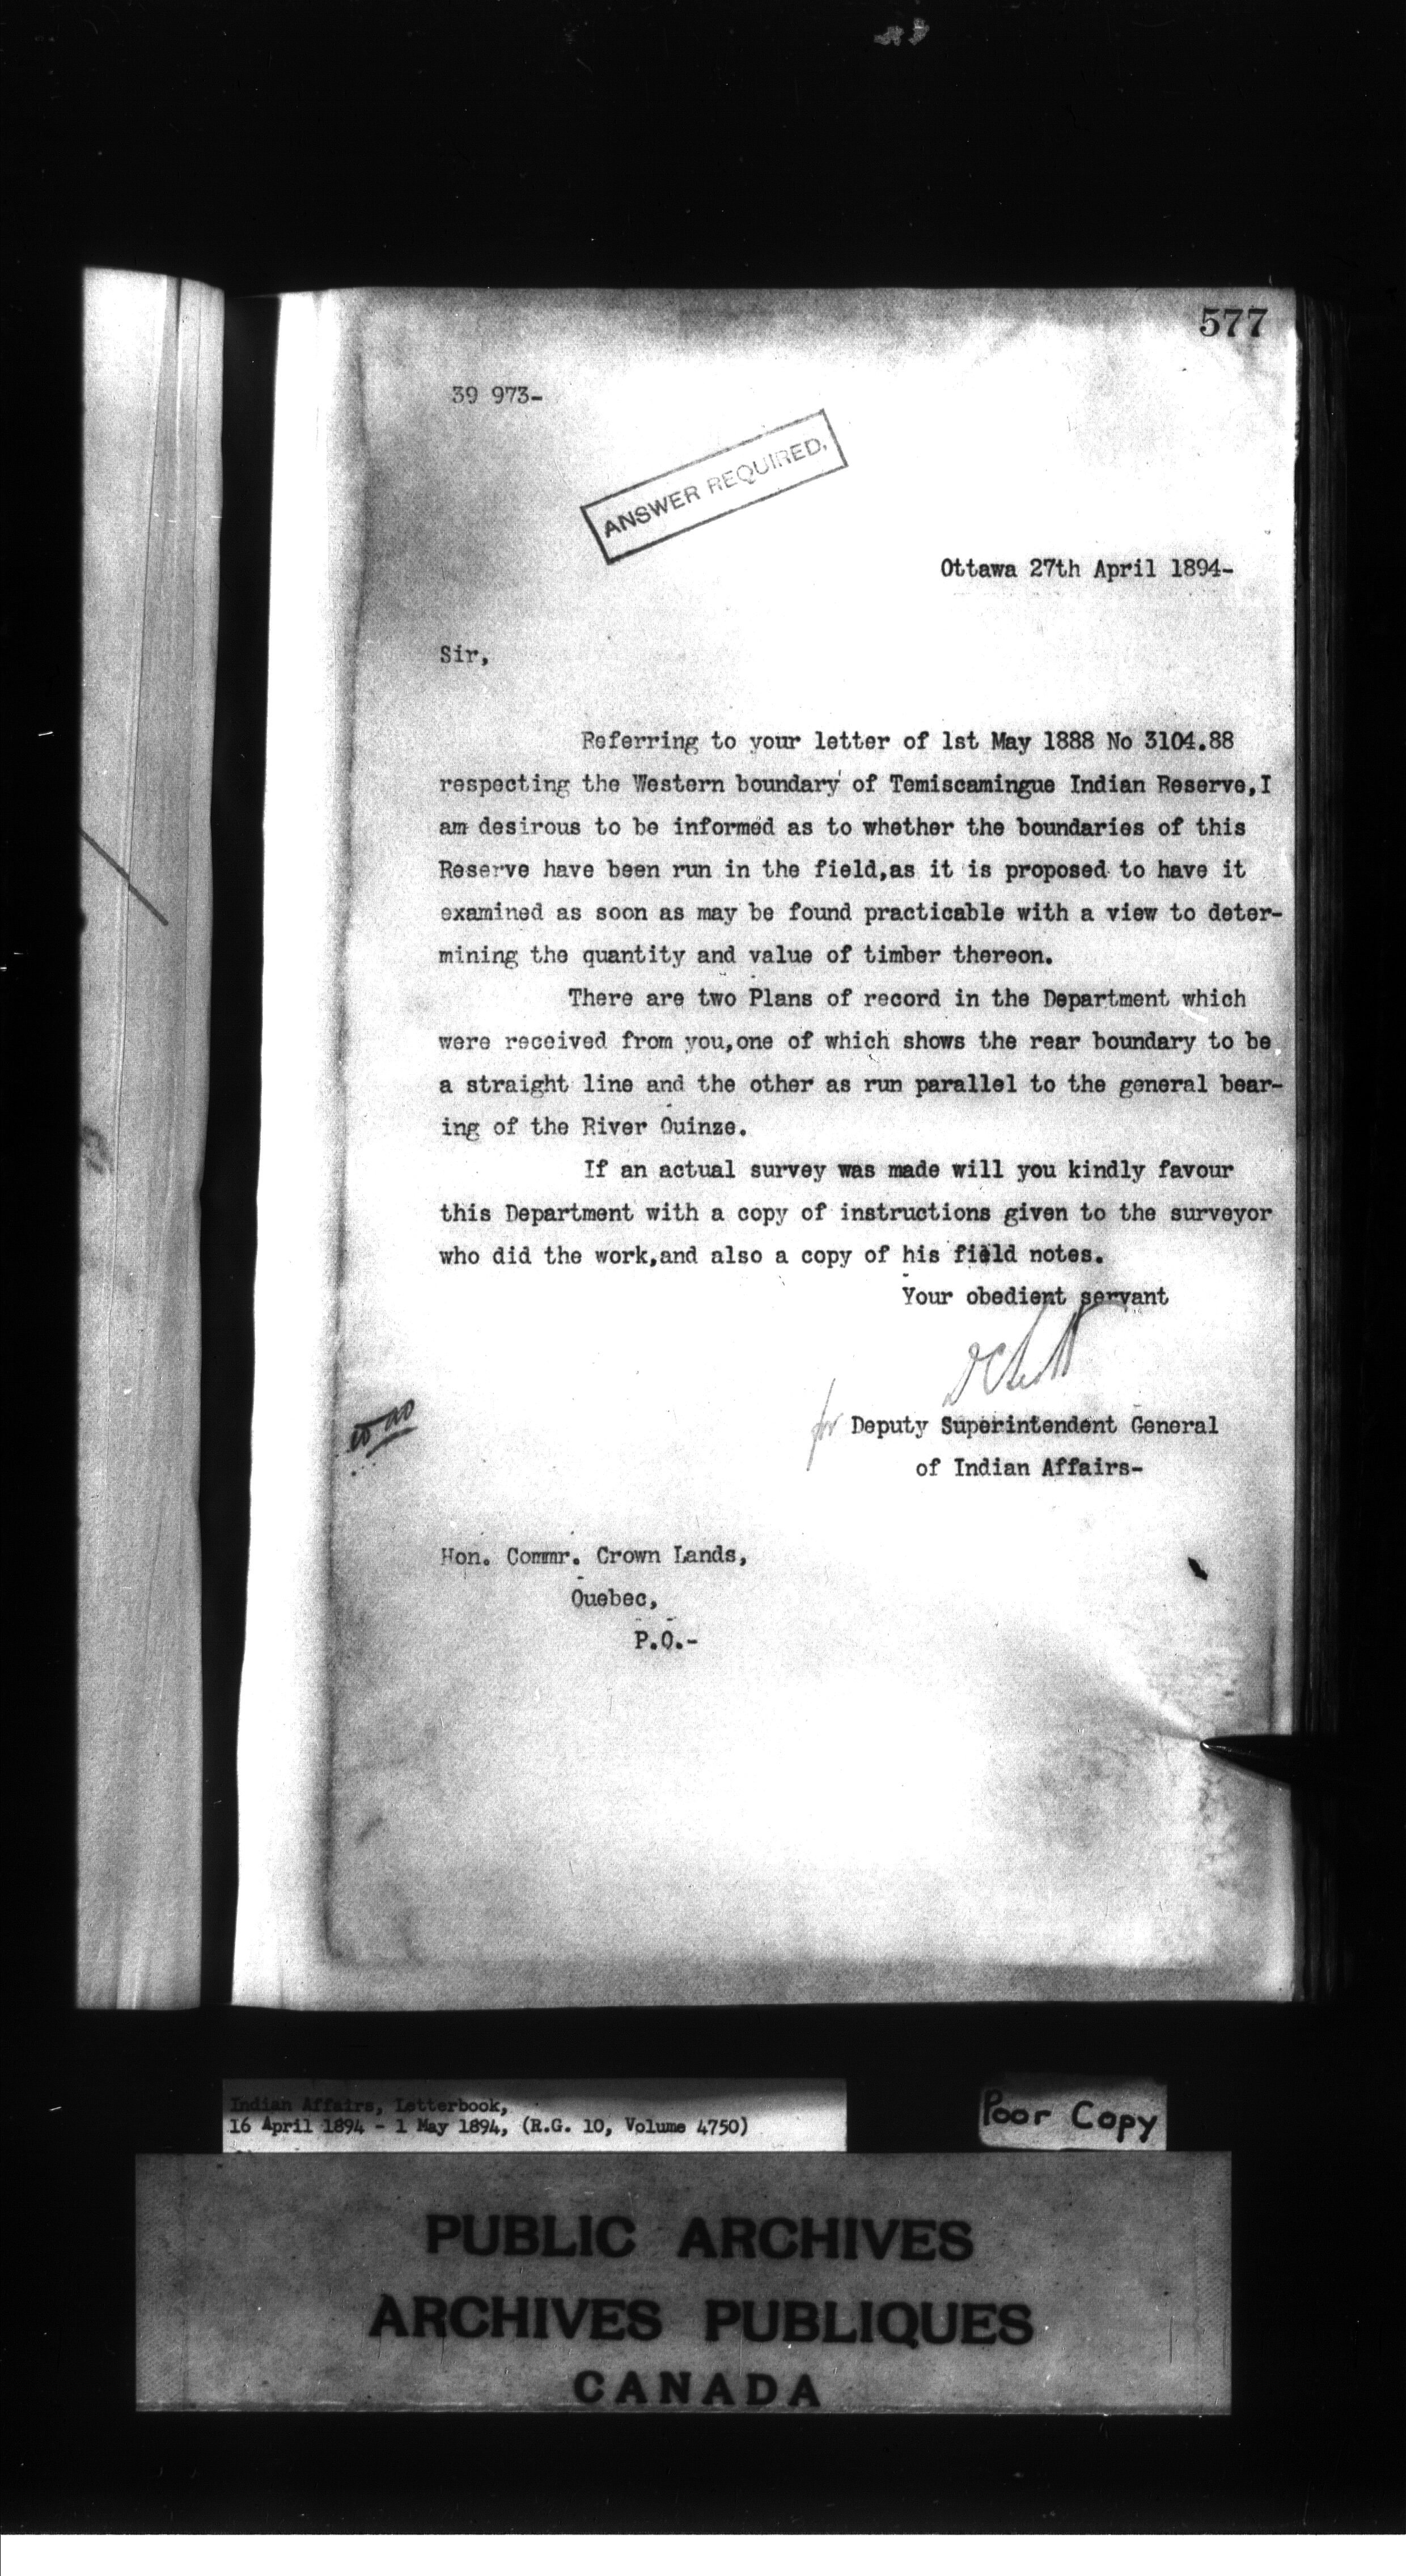 577
39 973-
ANSWER REQUIRED.
Ottawa 27th April 1894-
Sir,
Referring to your letter of 1st May 1888 No 3104.88
respecting the Western boundary of Temiscamingue Indian Reserve, I
am desirous to be informed as to whether the boundaries of this
Reserve have been run in the field, as it is proposed to have it
examined as soon as may be found practicable with a view to deter-
mining the quantity and value of timber thereon.
There are two Plans of record in the Department which
were received from you, one of which shows the rear boundary to be
a straight line and the other as run parallel to the general bear-
ing of the River Quinze.
If an actual survey was made will you kindly favour
this Department with a copy of instructions given to the surveyor
who did the work, and also a copy of his field notes.
Your obedient servant
D C Scott
for Deputy Superintendent General
of Indian Affairs-
Hon. Commr. Crown Lands,
Quebec,
P.Q.-
Indian Affairs, Letterbook,
16 April 1894 - 1 May 1894, (R.G. 10, Volume 4750)
Poor Copy
PUBLIC ARCHIVES
ARCHIVES PUBLIQUES
CANADA